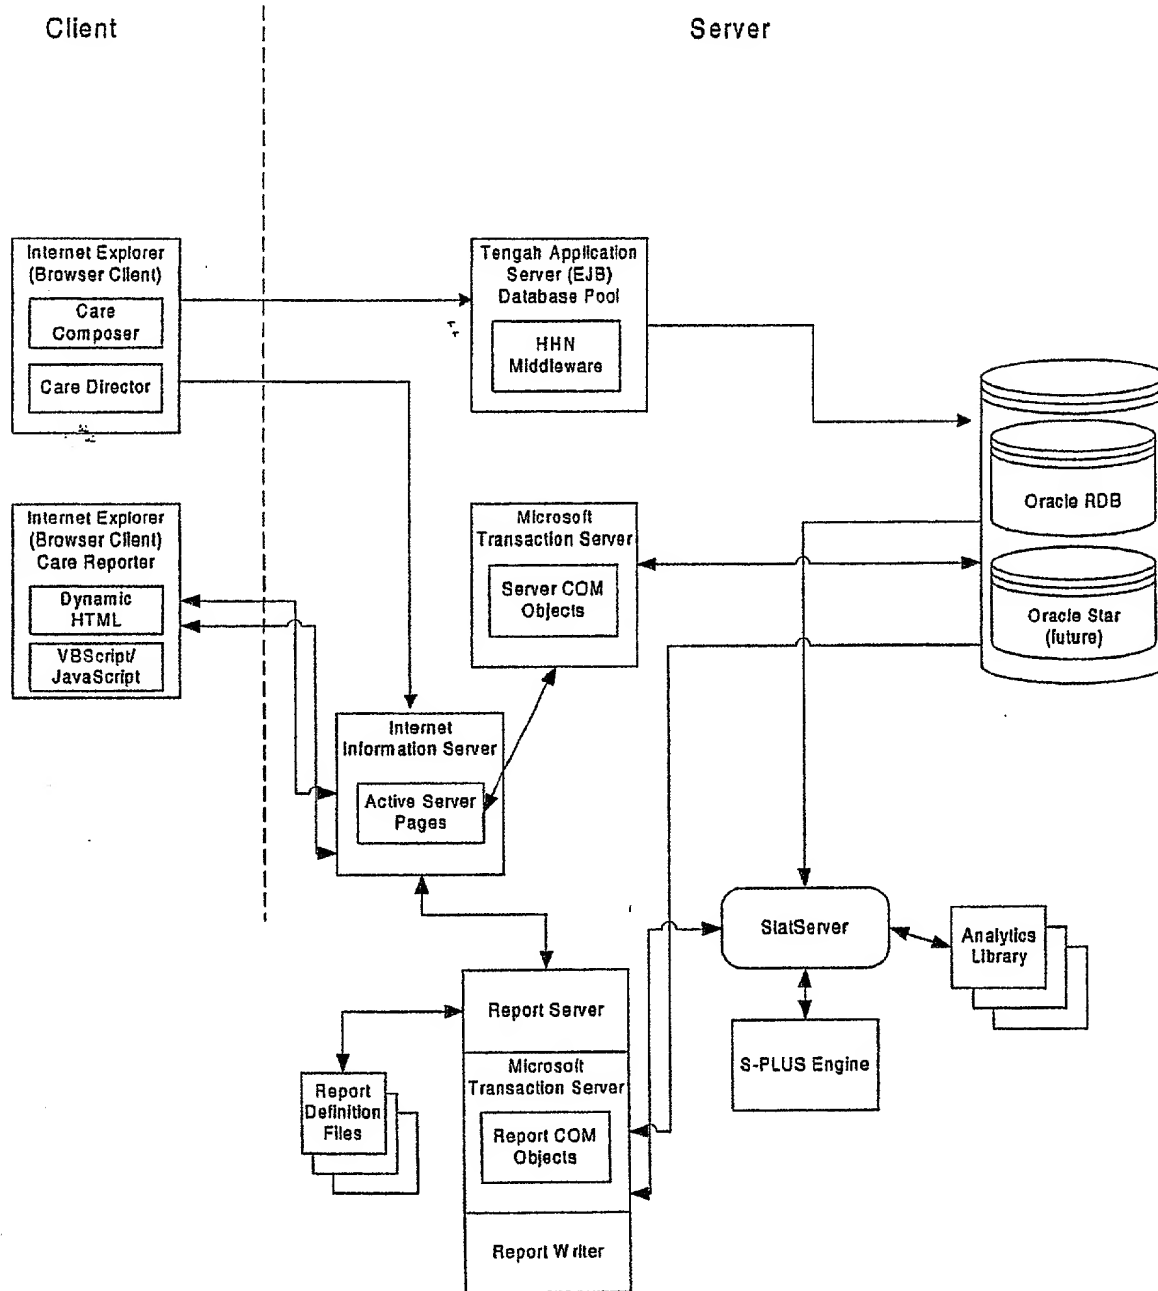 Client
Server
Internet Explorer
(Browser Client)
Care
Composer
Care Director
Tengah Application
Server (EJB)
Database Pool
HHN
Middleware
Oracle RDB
Oracle Star
(future)
Internet Explorer
(Browser Client)
Care Reporter
Dynamic
HTML
VBScript/
JavaScript
Microsoft
Transaction Server
Server COM
Objects
Internet
Information Server
Active Server
Pages
StatServer
Analytics
Library
S-PLUS Engine
Report Server
Microsoft
Transaction Server
Report COM
Objects
Report Writer
Report
Definition
Files